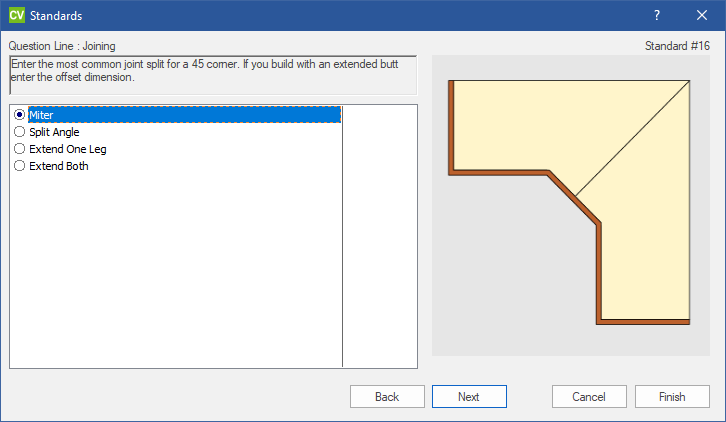 CV Standards ?
Question Line : Joining Standard #16
Enter the most common joint split for a 45 corner. If you build with an extended butt
enter the offset dimension.
Miter
Split Angle
Extend One Leg
Extend Both
Back Next Cancel Finish